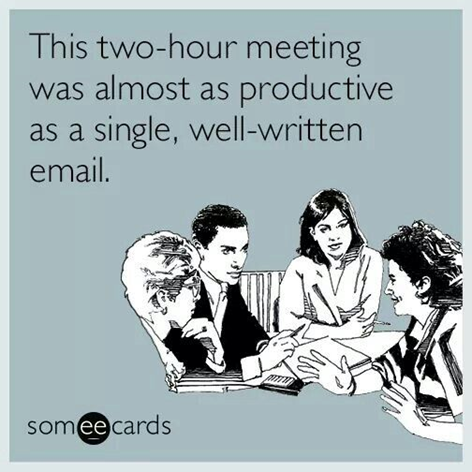 This two-hour meeting
was almost as productive
as a single, well-written
email.
someecards